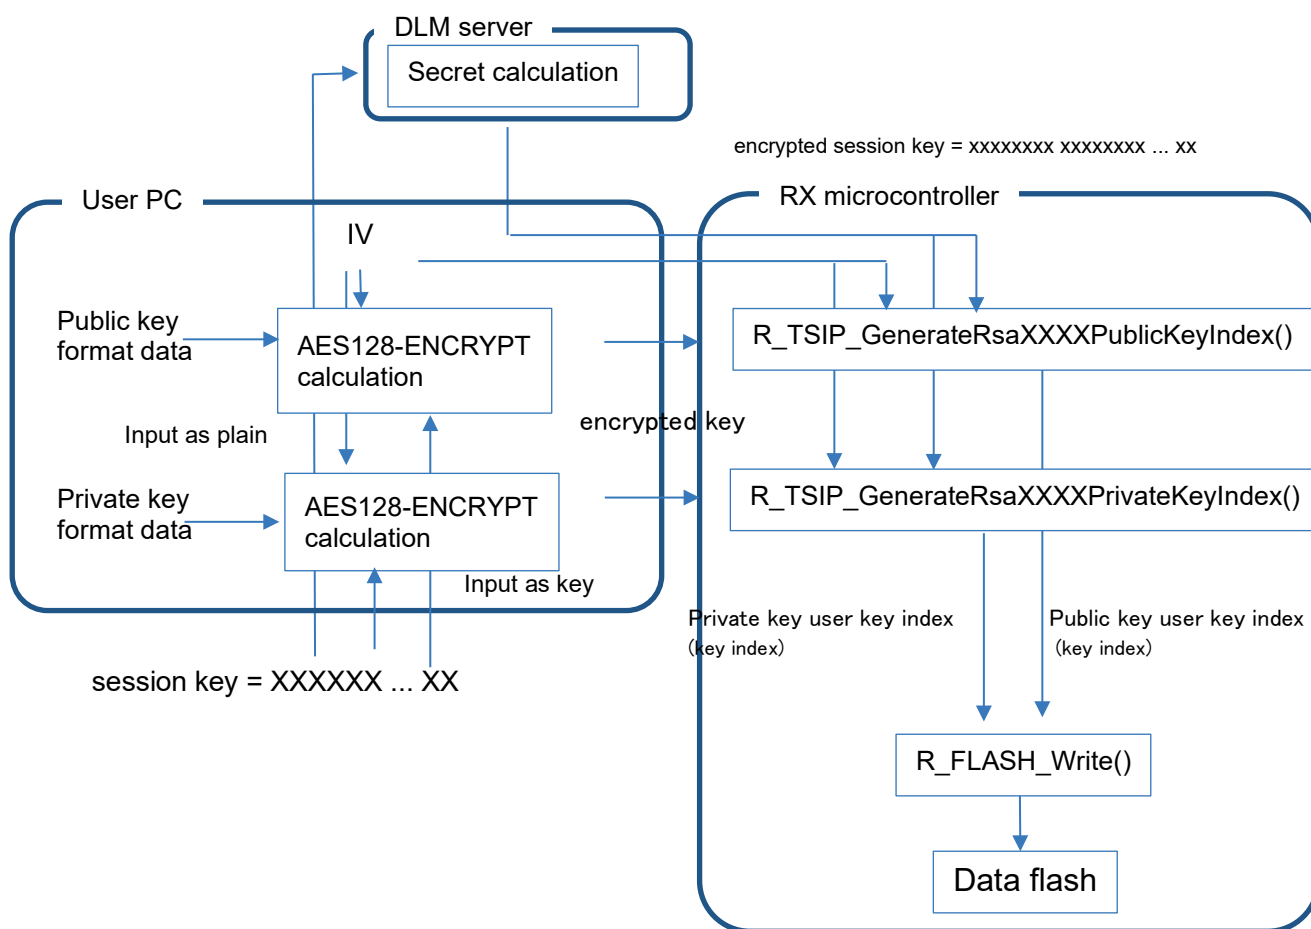 DLM server
Secret calculation
encrypted session key = xxxxxxxx xxxxxxxx ... xx
User PC
RX microcontroller
IV
Public key
format data
AES128-ENCRYPT
calculation
R_TSIP_GenerateRsaXXXXPublicKeyIndex()
Input as plain
encrypted key
Private key
format data
AES128-ENCRYPT
calculation
R_TSIP_GenerateRsaXXXXPrivateKeyIndex()
Input as key
Private key user key index
(key index)
Public key user key index
(key index)
session key = XXXXXX ... XX
R_FLASH_Write()
Data flash